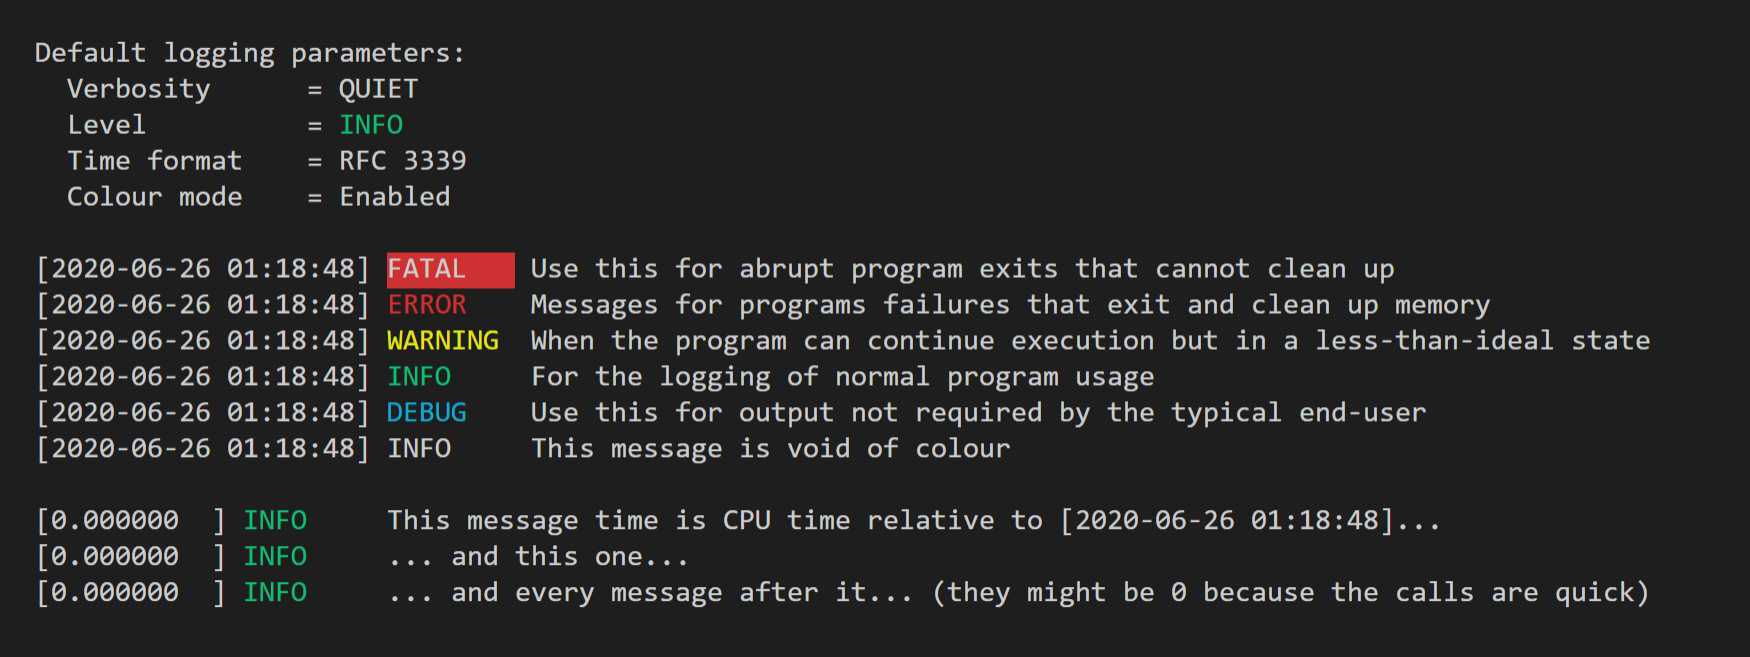 Default logging parameters:
  Verbosity      = QUIET
  Level          = INFO
  Time format    = RFC 3339
  Colour mode    = Enabled

[2020-06-26 01:18:48] FATAL    Use this for abrupt program exits that cannot clean up
[2020-06-26 01:18:48] ERROR    Messages for programs failures that exit and clean up memory
[2020-06-26 01:18:48] WARNING  When the program can continue execution but in a less-than-ideal state
[2020-06-26 01:18:48] INFO     For the logging of normal program usage
[2020-06-26 01:18:48] DEBUG    Use this for output not required by the typical end-user
[2020-06-26 01:18:48] INFO     This message is void of colour

[0.000000  ] INFO     This message time is CPU time relative to [2020-06-26 01:18:48]...
[0.000000  ] INFO     ... and this one...
[0.000000  ] INFO     ... and every message after it... (they might be 0 because the calls are quick)